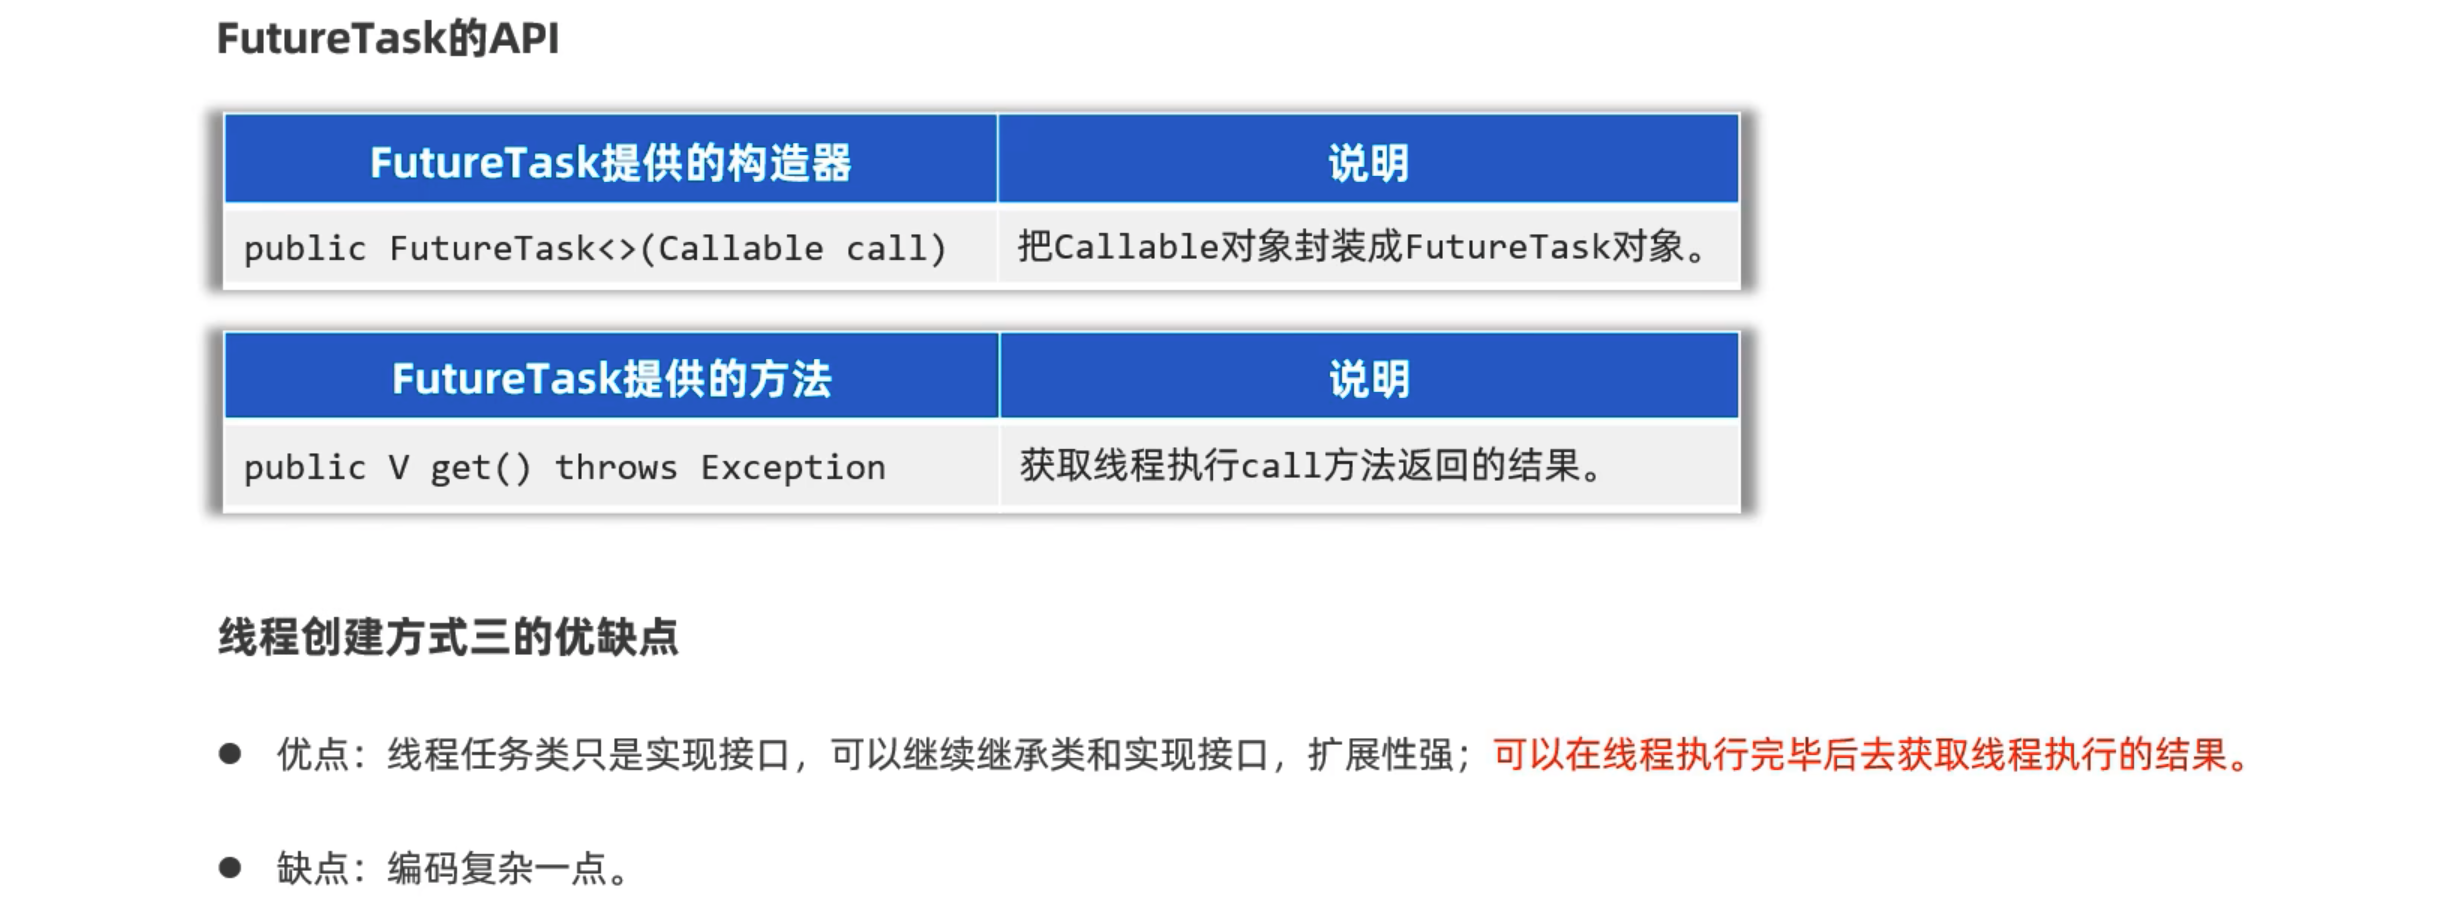 FutureTask的API
FutureTask提供的构造器 说明
public FutureTask<>(Callable call) 把Callable对象封装成FutureTask对象。
FutureTask提供的方法 说明
public V get() throws Exception 获取线程执行call方法返回的结果。
线程创建方式三的优缺点
● 优点：线程任务类只是实现接口，可以继续继承类和实现接口，扩展性强；可以在线程执行完毕后去获取线程执行的结果。
● 缺点：编码复杂一点。